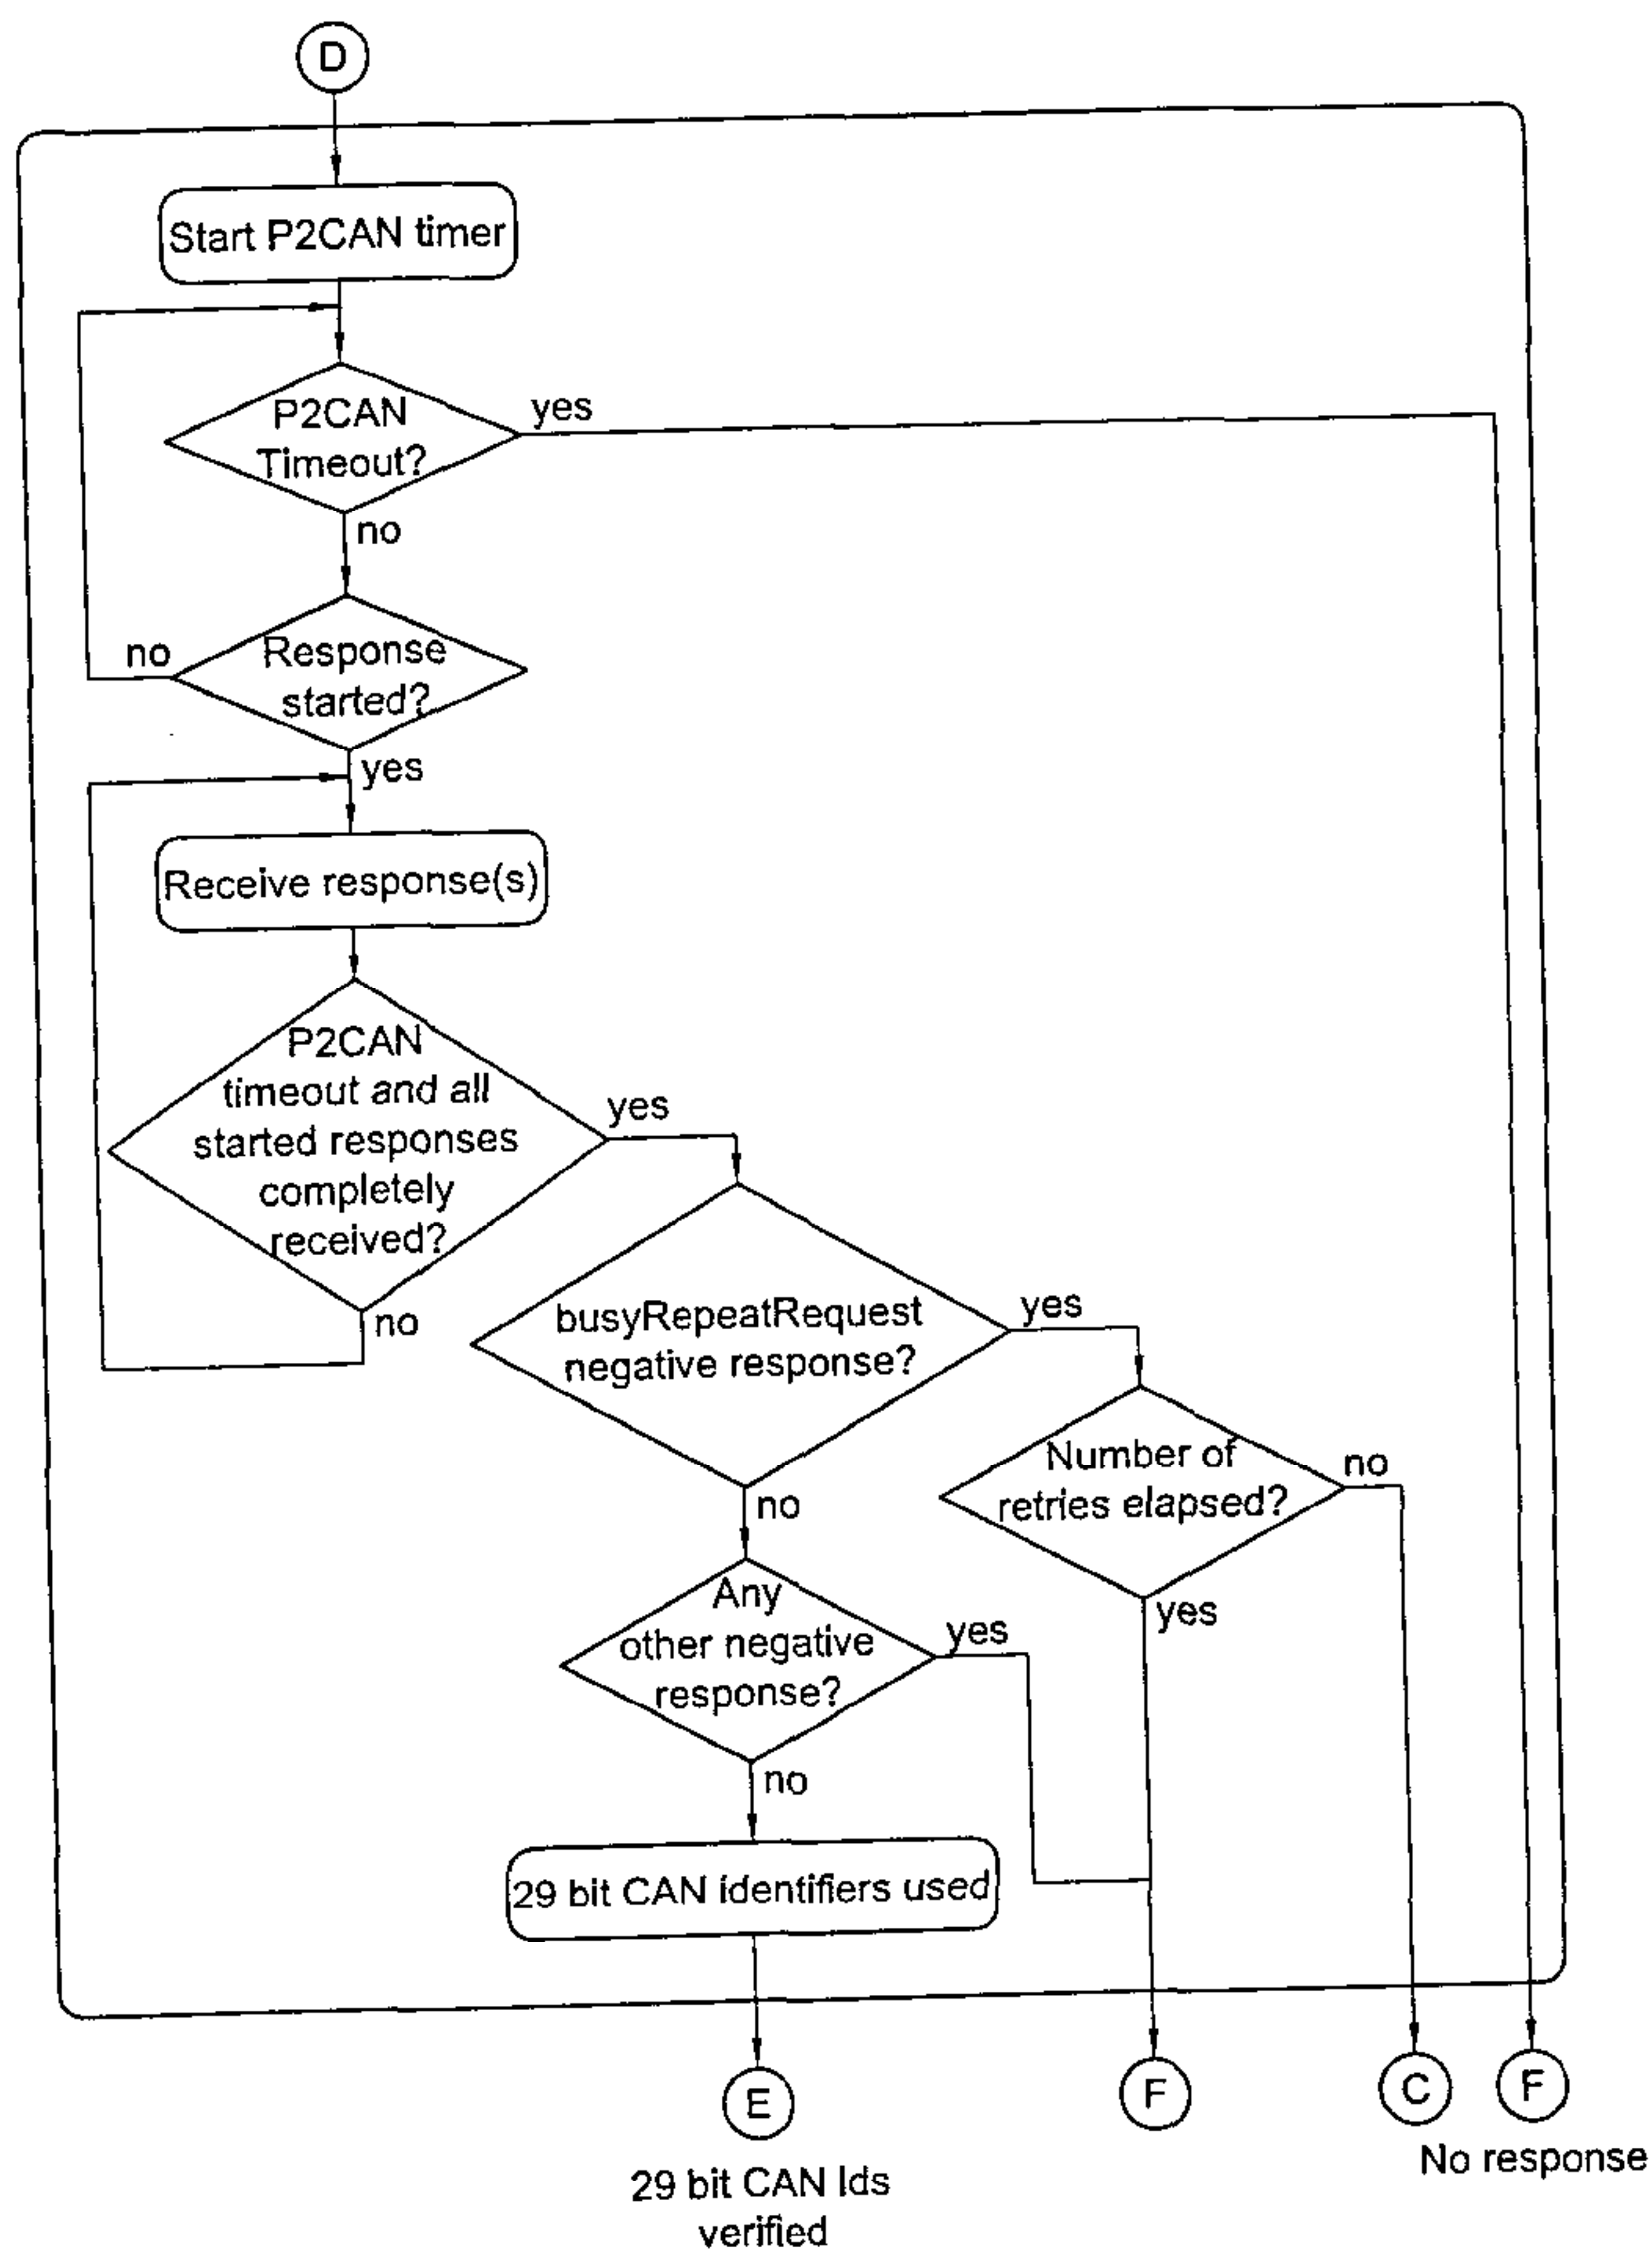 D
Start P2CAN timer
P2CAN
Timeout?
yes
no
Response
started?
no
yes
Receive response(s)
P2CAN
timeout and all
started responses
completely
received?
yes
no
busyRepeatRequest
negative response?
yes
no
Number of
retries elapsed?
no
yes
Any
other negative
response?
yes
no
29 bit CAN identifiers used
E
F
C
F
No response
29 bit CAN Ids
verified